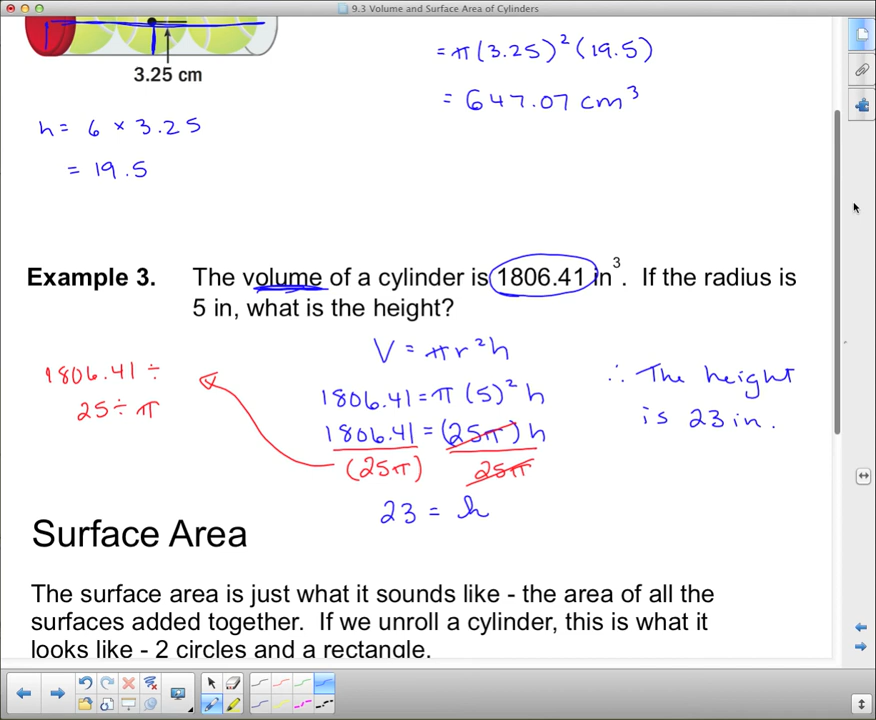 9.3 Volume and Surface Area of Cylinders
3.25 cm
= π(3.25)²(19.5)
= 647.07 cm³
h = 6 × 3.25
= 19.5
Example 3. The volume of a cylinder is 1806.41 in³. If the radius is
5 in, what is the height?
V = πr²h
1806.41 = π(5)²h
1806.41 = (25π)h
(25π) 25π
23 = h
1806.41 ÷
25 ÷ π
∴ The height
is 23 in.
Surface Area
The surface area is just what it sounds like - the area of all the
surfaces added together. If we unroll a cylinder, this is what it
looks like - 2 circles and a rectangle.